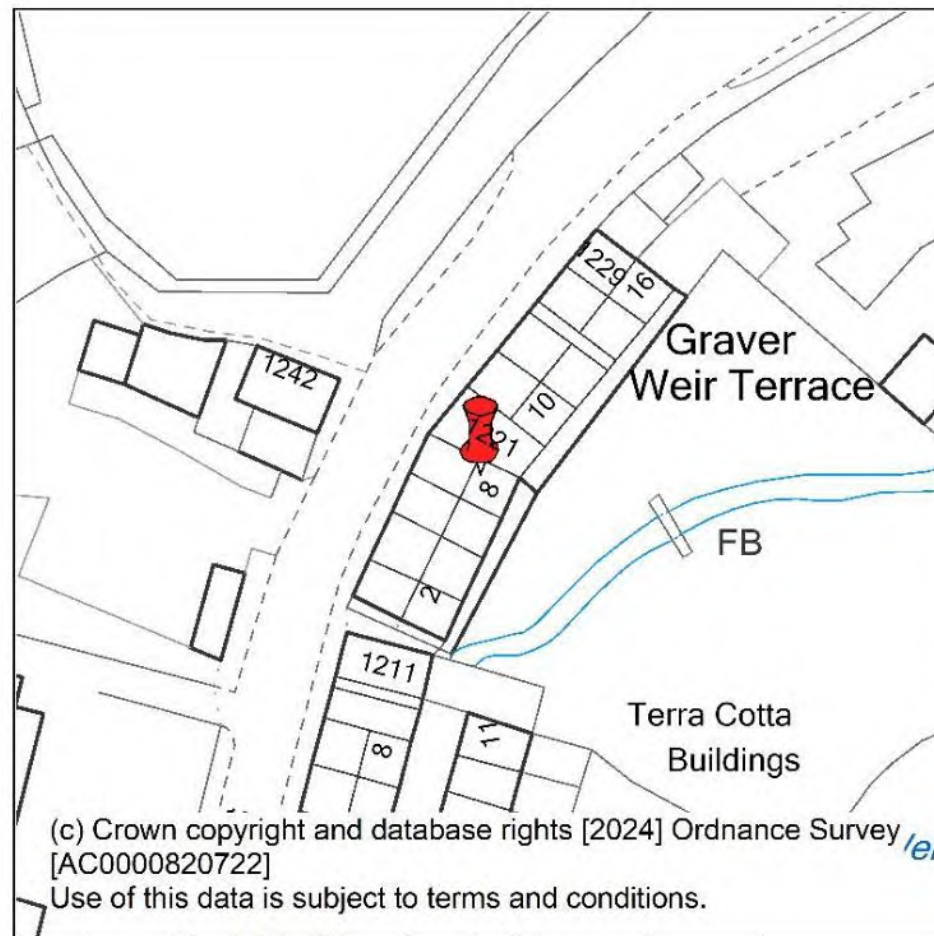 1229
16
Graver
Weir Terrace
1242
10
1221
8
FB
2
1211
Terra Cotta
Buildings
8
11
(c) Crown copyright and database rights [2024] Ordnance Survey
[AC0000820722]
Use of this data is subject to terms and conditions.